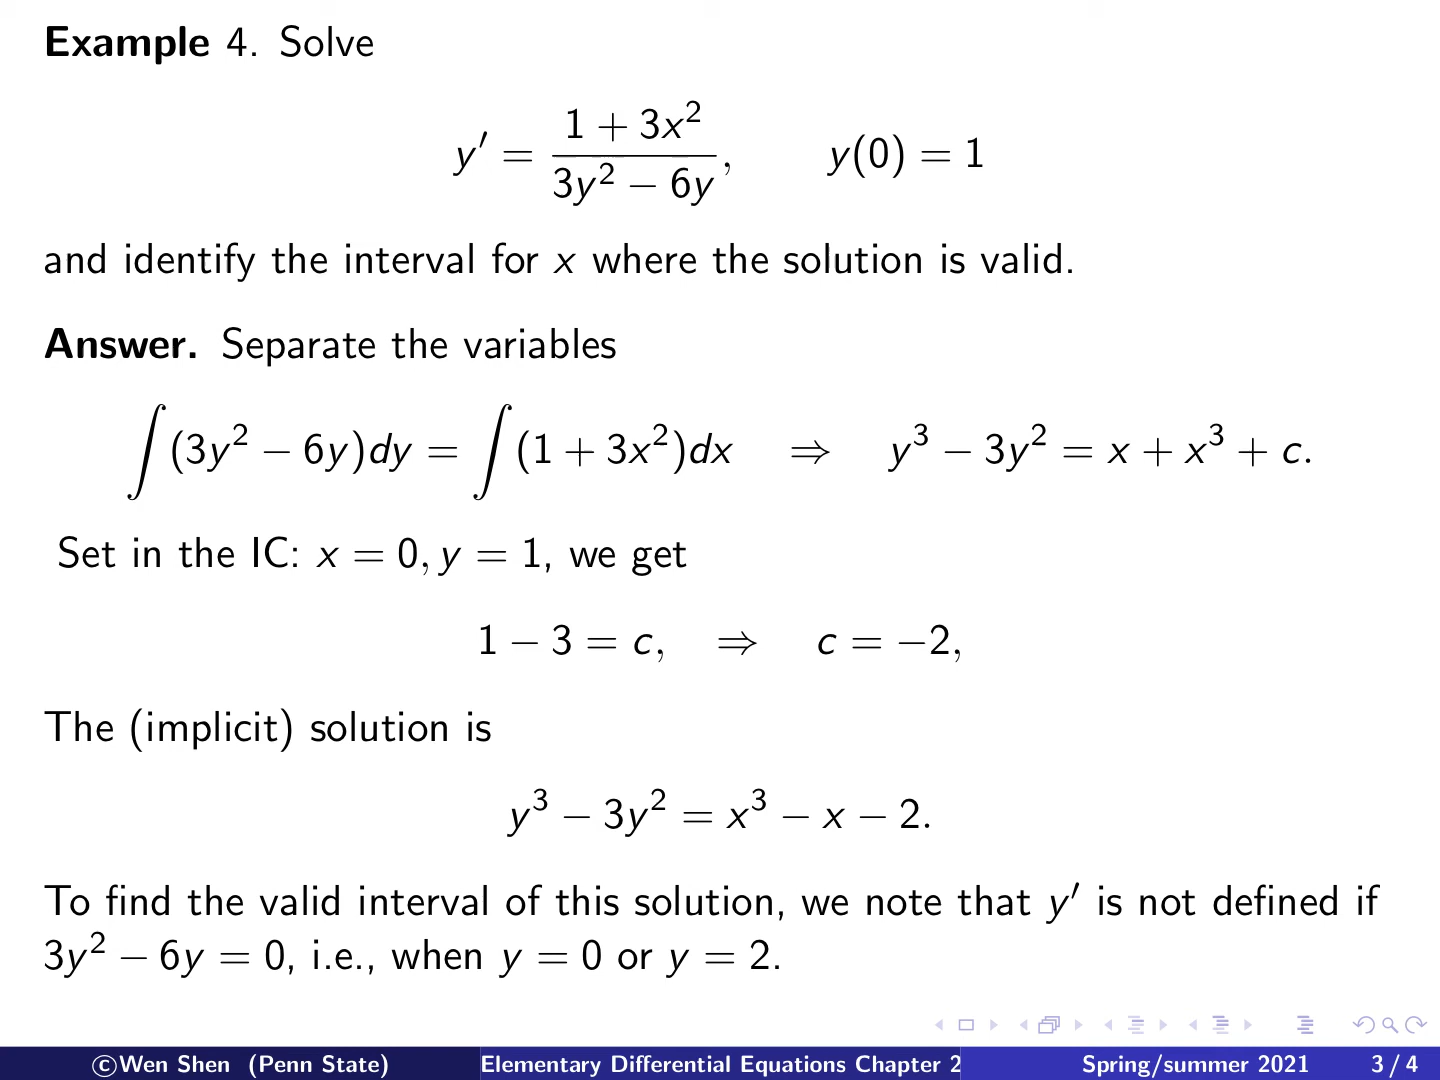 Example 4. Solve
y′ = (1 + 3x²)/(3y² − 6y), y(0) = 1
and identify the interval for x where the solution is valid.
Answer. Separate the variables
∫(3y² − 6y)dy = ∫(1 + 3x²)dx ⇒ y³ − 3y² = x + x³ + c.
Set in the IC: x = 0, y = 1, we get
1 − 3 = c, ⇒ c = −2,
The (implicit) solution is
y³ − 3y² = x³ − x − 2.
To find the valid interval of this solution, we note that y′ is not defined if
3y² − 6y = 0, i.e., when y = 0 or y = 2.
©Wen Shen (Penn State) Elementary Differential Equations Chapter 2 Spring/summer 2021 3 / 4